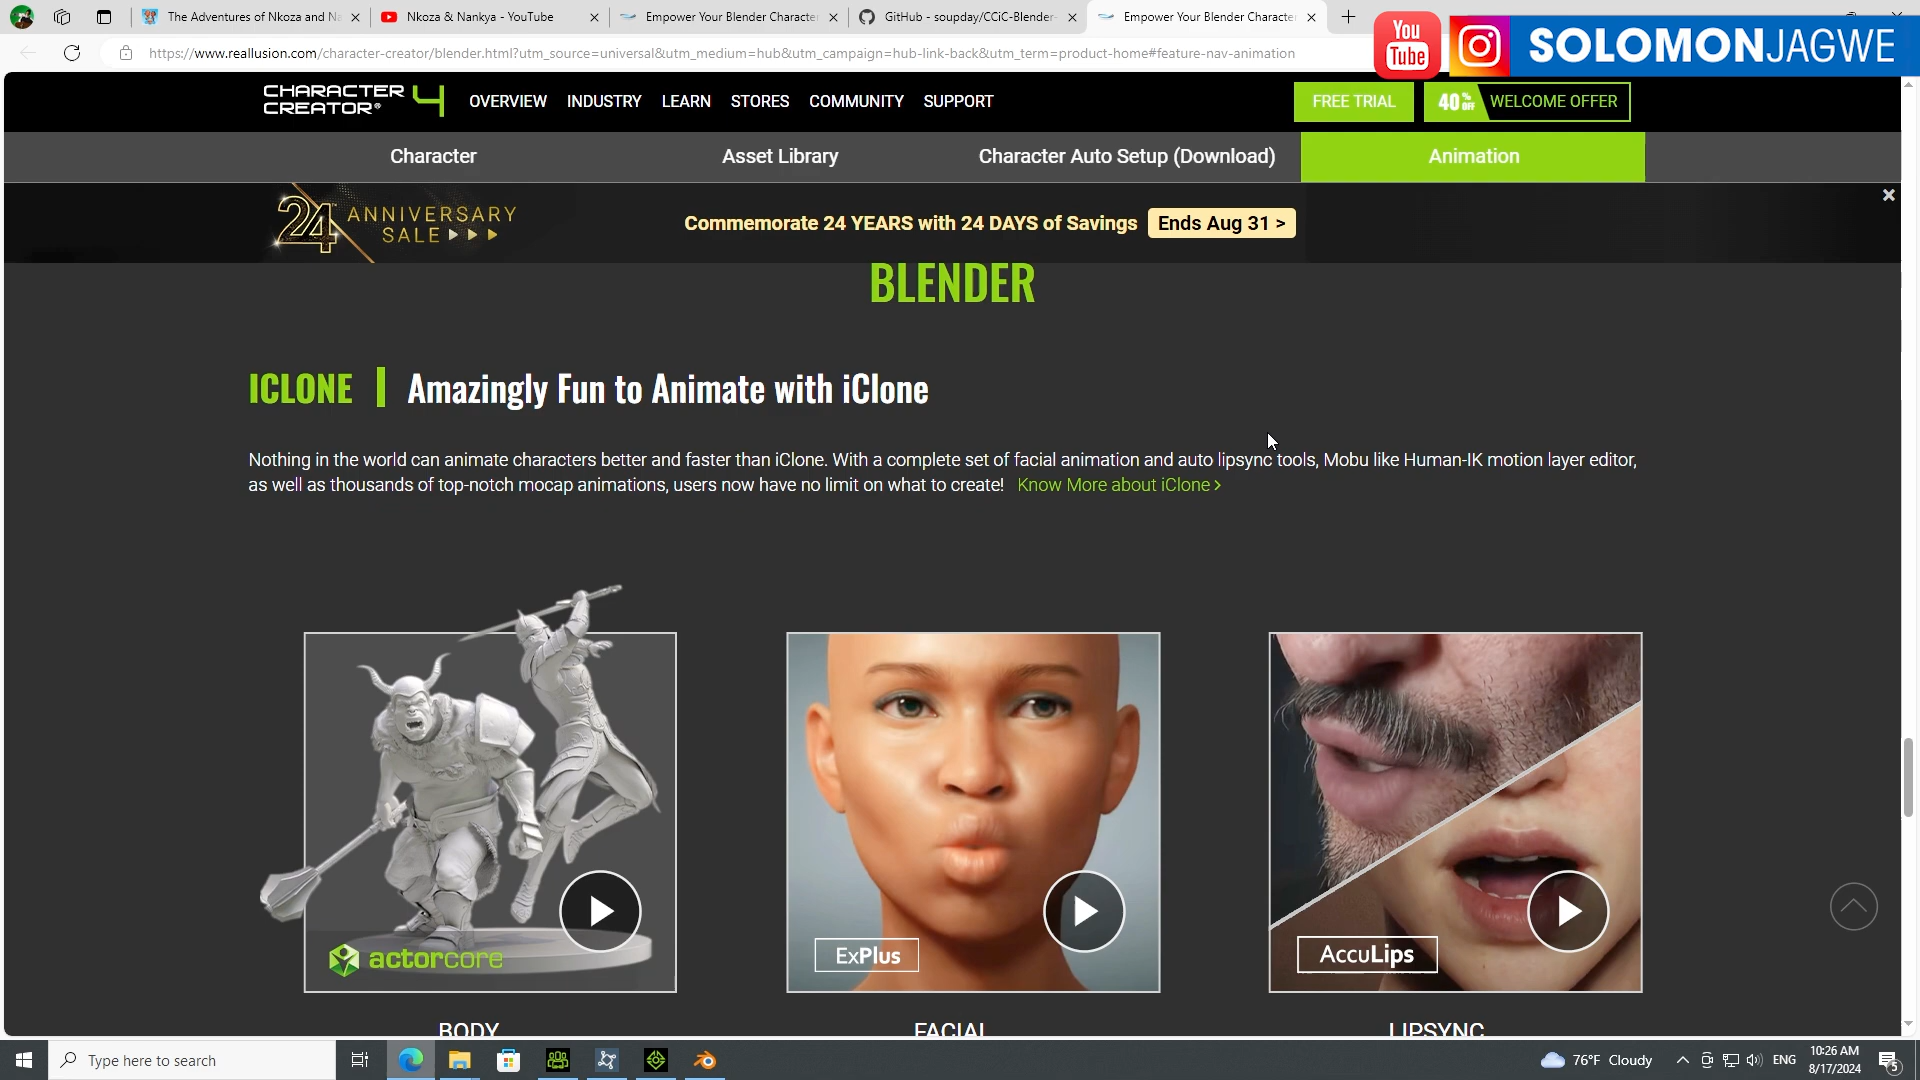 The Adventures of Nkoza and Na
Nkoza & Nankya - YouTube
Empower Your Blender Characte
GitHub - soupday/CCiC-Blender-
Empower Your Blender Characte
https://www.reallusion.com/character-creator/blender.html?utm_source=universal&utm_medium=hub&utm_campaign=hub-link-back&utm_term=product-home#feature-nav-animation
You
Tube
SOLOMONJAGWE
CHARACTER
CREATOR® 4
OVERVIEW INDUSTRY LEARN STORES COMMUNITY SUPPORT
FREE TRIAL
40% OFF WELCOME OFFER
Character
Asset Library
Character Auto Setup (Download)
Animation
24 ANNIVERSARY
SALE
Commemorate 24 YEARS with 24 DAYS of Savings
Ends Aug 31 >
BLENDER
ICLONE | Amazingly Fun to Animate with iClone
Nothing in the world can animate characters better and faster than iClone. With a complete set of facial animation and auto lipsync tools, Mobu like Human-IK motion layer editor,
as well as thousands of top-notch mocap animations, users now have no limit on what to create! Know More about iClone >
actorcore
ExPlus
AccuLips
BODY
FACIAL
LIPSYNC
Type here to search
76°F Cloudy
ENG
10:26 AM
8/17/2024
5